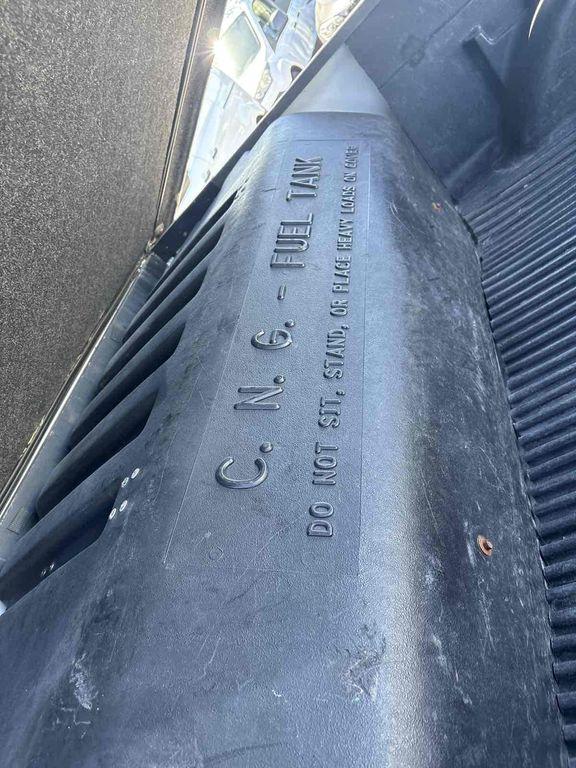 C. N. G. - FUEL TANK
DO NOT SIT, STAND, OR PLACE HEAVY LOADS ON COVER